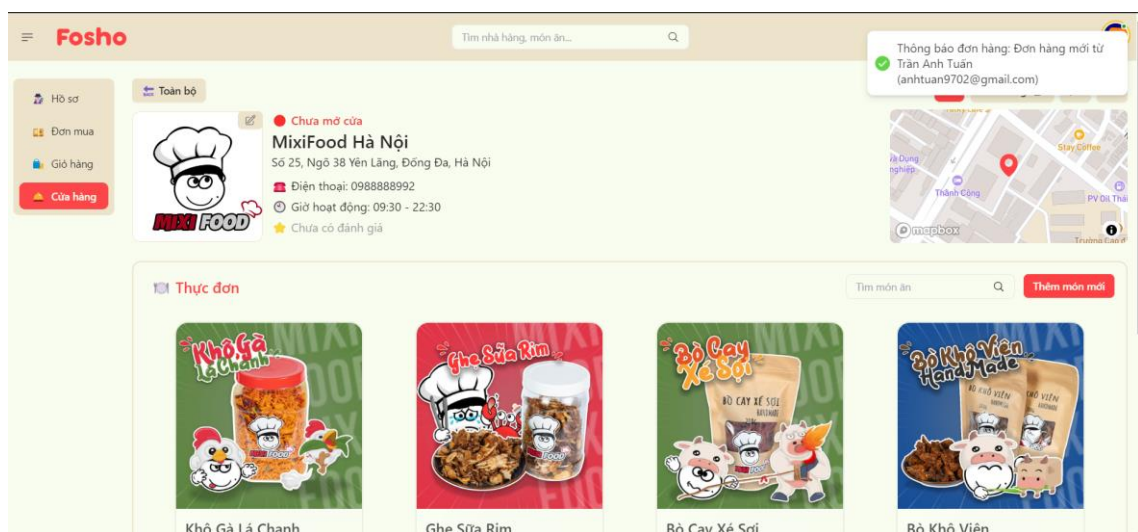 Fosho
Tìm nhà hàng, món ăn...
Thông báo đơn hàng: Đơn hàng mới từ
Trần Anh Tuấn
(anhtuan9702@gmail.com)
Hồ sơ
Đơn mua
Giỏ hàng
Cửa hàng
Toàn bộ
Chưa mở cửa
MixiFood Hà Nội
Số 25, Ngõ 38 Yên Lãng, Đống Đa, Hà Nội
Điện thoại: 0988888992
Giờ hoạt động: 09:30 - 22:30
Chưa có đánh giá
MIXI FOOD
Stay Coffee
Thành Công
PV Oil Thái
mapbox
Thực đơn
Tìm món ăn
Thêm món mới
Khô Gà
Lá Chanh
Ghẹ Sữa Rim
Bò Cay
Xé Sợi
BÒ CAY XÉ SỢI
Bò Khô Viên
HandMade
BÒ KHÔ VIÊN
Khô Gà Lá Chanh
Ghẹ Sữa Rim
Bò Cay Xé Sợi
Bò Khô Viên